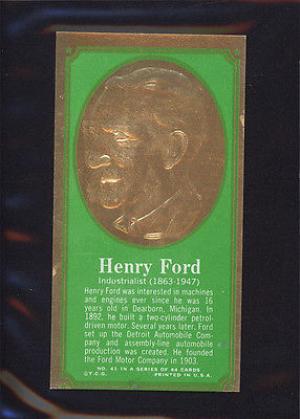 Henry Ford
Industrialist (1863-1947)
Henry Ford was interested in machines
and engines ever since he was 16
years old in Dearborn, Michigan. In
1892, he built a two-cylinder petrol-
driven motor. Several years later, Ford
set up the Detroit Automobile Com-
pany and assembly-line automobile
production was created. He founded
the Ford Motor Company in 1903.
NO. 41 IN A SERIES OF 44 CARDS
© T.C.G. PRINTED IN U.S.A.